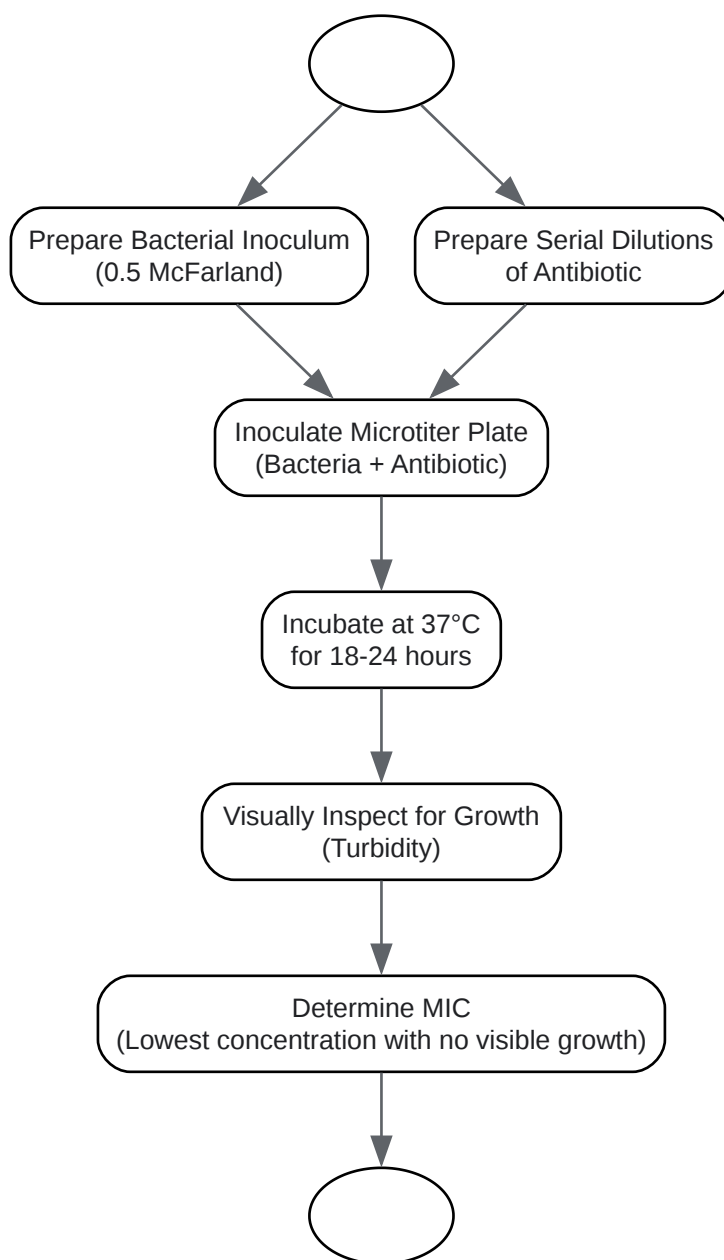 Prepare Bacterial Inoculum
(0.5 McFarland)
Prepare Serial Dilutions
of Antibiotic
Inoculate Microtiter Plate
(Bacteria + Antibiotic)
Incubate at 37°C
for 18-24 hours
Visually Inspect for Growth
(Turbidity)
Determine MIC
(Lowest concentration with no visible growth)